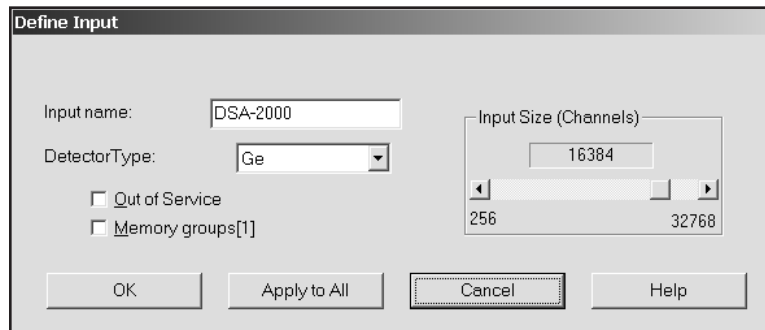 Define Input
Input name:
DSA-2000
DetectorType:
Ge
Out of Service
Memory groups[1]
Input Size (Channels)
16384
256
32768
OK
Apply to All
Cancel
Help